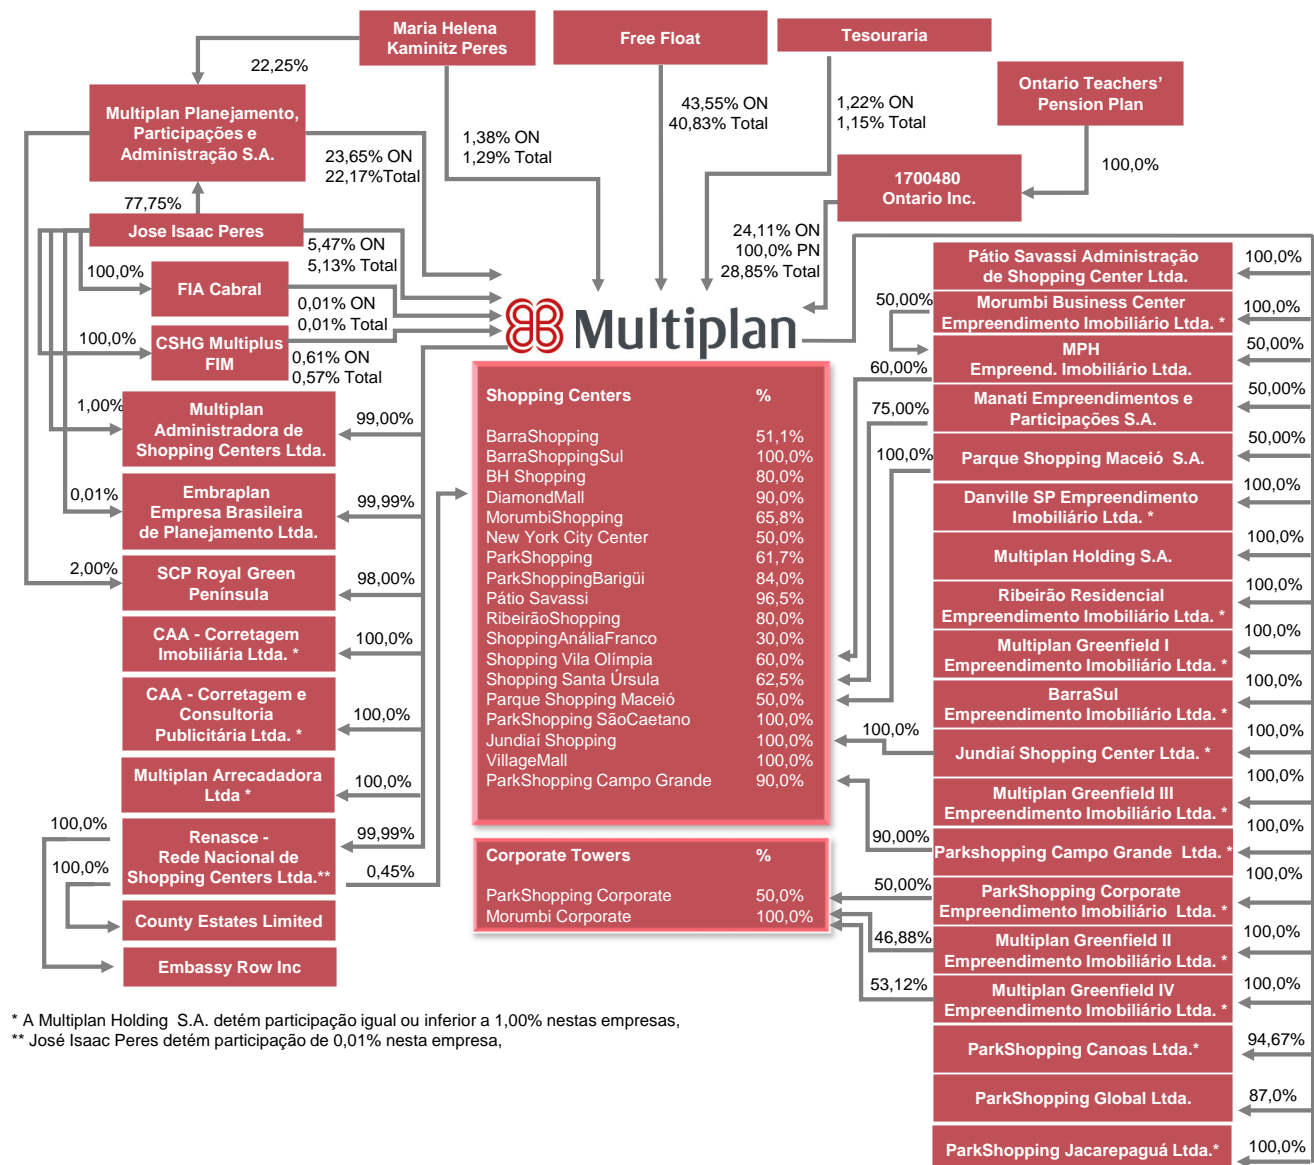 Maria Helena
Kaminitz Peres
Free Float
Tesouraria
Ontario Teachers'
Pension Plan
22,25%
Multiplan Planejamento,
Participações e
Administração S.A.
23,65% ON
22,17%Total
1,38% ON
1,29% Total
43,55% ON
40,83% Total
1,22% ON
1,15% Total
100,0%
1700480
Ontario Inc.
24,11% ON
100,0% PN
28,85% Total
77,75%
Jose Isaac Peres
5,47% ON
5,13% Total
100,0%
FIA Cabral
0,01% ON
0,01% Total
100,0%
CSHG Multiplus
FIM
0,61% ON
0,57% Total
Multiplan
1,00%
Multiplan
Administradora de
Shopping Centers Ltda.
99,00%
0,01%
Embraplan
Empresa Brasileira
de Planejamento Ltda.
99,99%
2,00%
SCP Royal Green
Península
98,00%
CAA - Corretagem
Imobiliária Ltda. *
100,0%
CAA - Corretagem e
Consultoria
Publicitária Ltda. *
100,0%
Multiplan Arrecadadora
Ltda *
100,0%
100,0%
100,0%
Renasce -
Rede Nacional de
Shopping Centers Ltda.**
99,99%
0,45%
County Estates Limited
Embassy Row Inc
Shopping Centers %
BarraShopping 51,1%
BarraShoppingSul 100,0%
BH Shopping 80,0%
DiamondMall 90,0%
MorumbiShopping 65,8%
New York City Center 50,0%
ParkShopping 61,7%
ParkShoppingBarigüi 84,0%
Pátio Savassi 96,5%
RibeirãoShopping 80,0%
ShoppingAnáliaFranco 30,0%
Shopping Vila Olímpia 60,0%
Shopping Santa Úrsula 62,5%
Parque Shopping Maceió 50,0%
ParkShopping SãoCaetano 100,0%
Jundiaí Shopping 100,0%
VillageMall 100,0%
ParkShopping Campo Grande 90,0%
Corporate Towers %
ParkShopping Corporate 50,0%
Morumbi Corporate 100,0%
Pátio Savassi Administração
de Shopping Center Ltda.
100,0%
50,00%
Morumbi Business Center
Empreendimento Imobiliário Ltda. *
100,0%
60,00%
MPH
Empreend. Imobiliário Ltda.
50,00%
75,00%
Manati Empreendimentos e
Participações S.A.
50,00%
100,0%
Parque Shopping Maceió S.A.
50,00%
Danville SP Empreendimento
Imobiliário Ltda. *
100,0%
Multiplan Holding S.A.
100,0%
Ribeirão Residencial
Empreendimento Imobiliário Ltda. *
100,0%
Multiplan Greenfield I
Empreendimento Imobiliário Ltda. *
100,0%
BarraSul
Empreendimento Imobiliário Ltda. *
100,0%
100,0%
Jundiaí Shopping Center Ltda. *
100,0%
Multiplan Greenfield III
Empreendimento Imobiliário Ltda. *
100,0%
90,00%
Parkshopping Campo Grande Ltda. *
100,0%
50,00%
ParkShopping Corporate
Empreendimento Imobiliário Ltda. *
100,0%
46,88%
Multiplan Greenfield II
Empreendimento Imobiliário Ltda. *
100,0%
53,12%
Multiplan Greenfield IV
Empreendimento Imobiliário Ltda. *
100,0%
ParkShopping Canoas Ltda.*
94,67%
ParkShopping Global Ltda.
87,0%
ParkShopping Jacarepaguá Ltda.*
100,0%
* A Multiplan Holding S.A. detém participação igual ou inferior a 1,00% nestas empresas,
** José Isaac Peres detém participação de 0,01% nesta empresa,